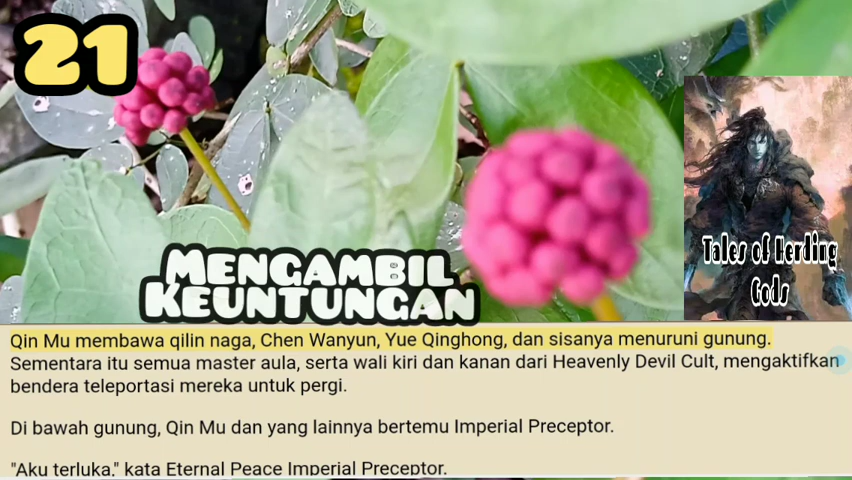 21
Tales of Herding
Gods
MENGAMBIL
KEUNTUNGAN
Qin Mu membawa qilin naga, Chen Wanyun, Yue Qinghong, dan sisanya menuruni gunung.
Sementara itu semua master aula, serta wali kiri dan kanan dari Heavenly Devil Cult, mengaktifkan
bendera teleportasi mereka untuk pergi.
Di bawah gunung, Qin Mu dan yang lainnya bertemu Imperial Preceptor.
"Aku terluka," kata Eternal Peace Imperial Preceptor.